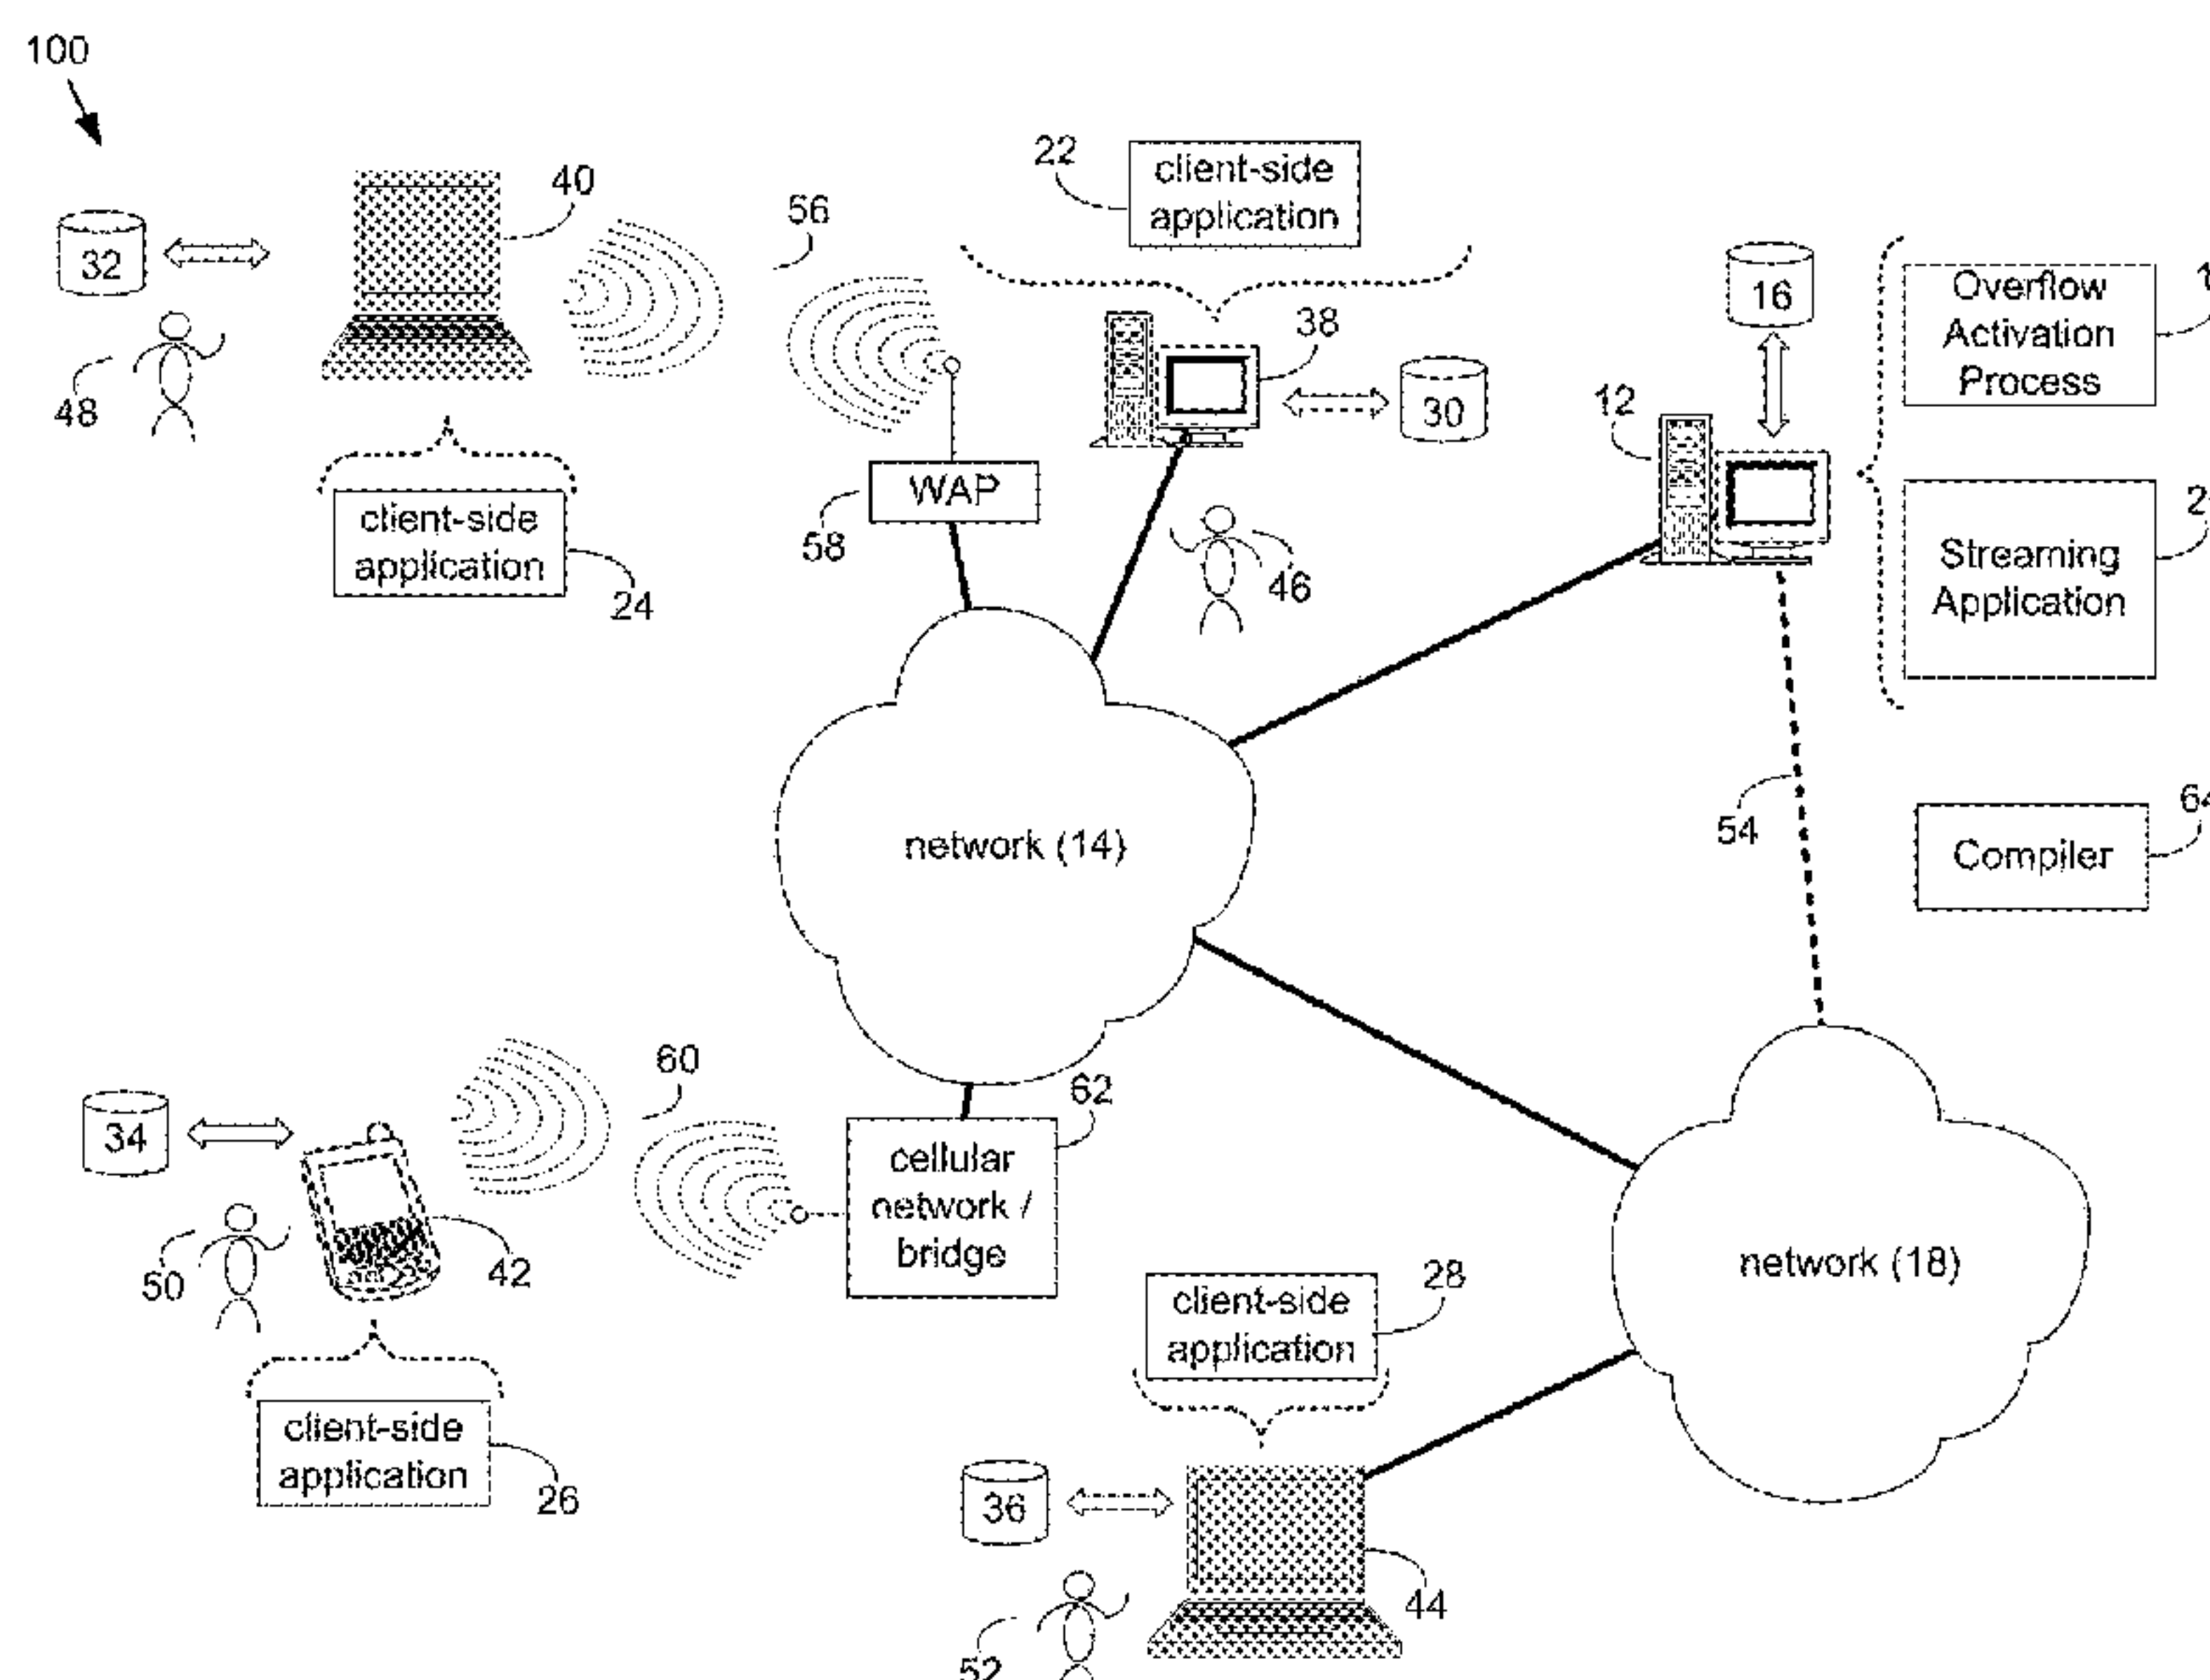 100
40
32
48
client-side
application
24
56
WAP
58
22
client-side
application
38
30
46
16
12
Overflow
Activation
Process
Streaming
Application
54
Compiler
64
network (14)
60
62
34
50
42
cellular
network /
bridge
client-side
application
26
28
client-side
application
network (18)
36
44
52